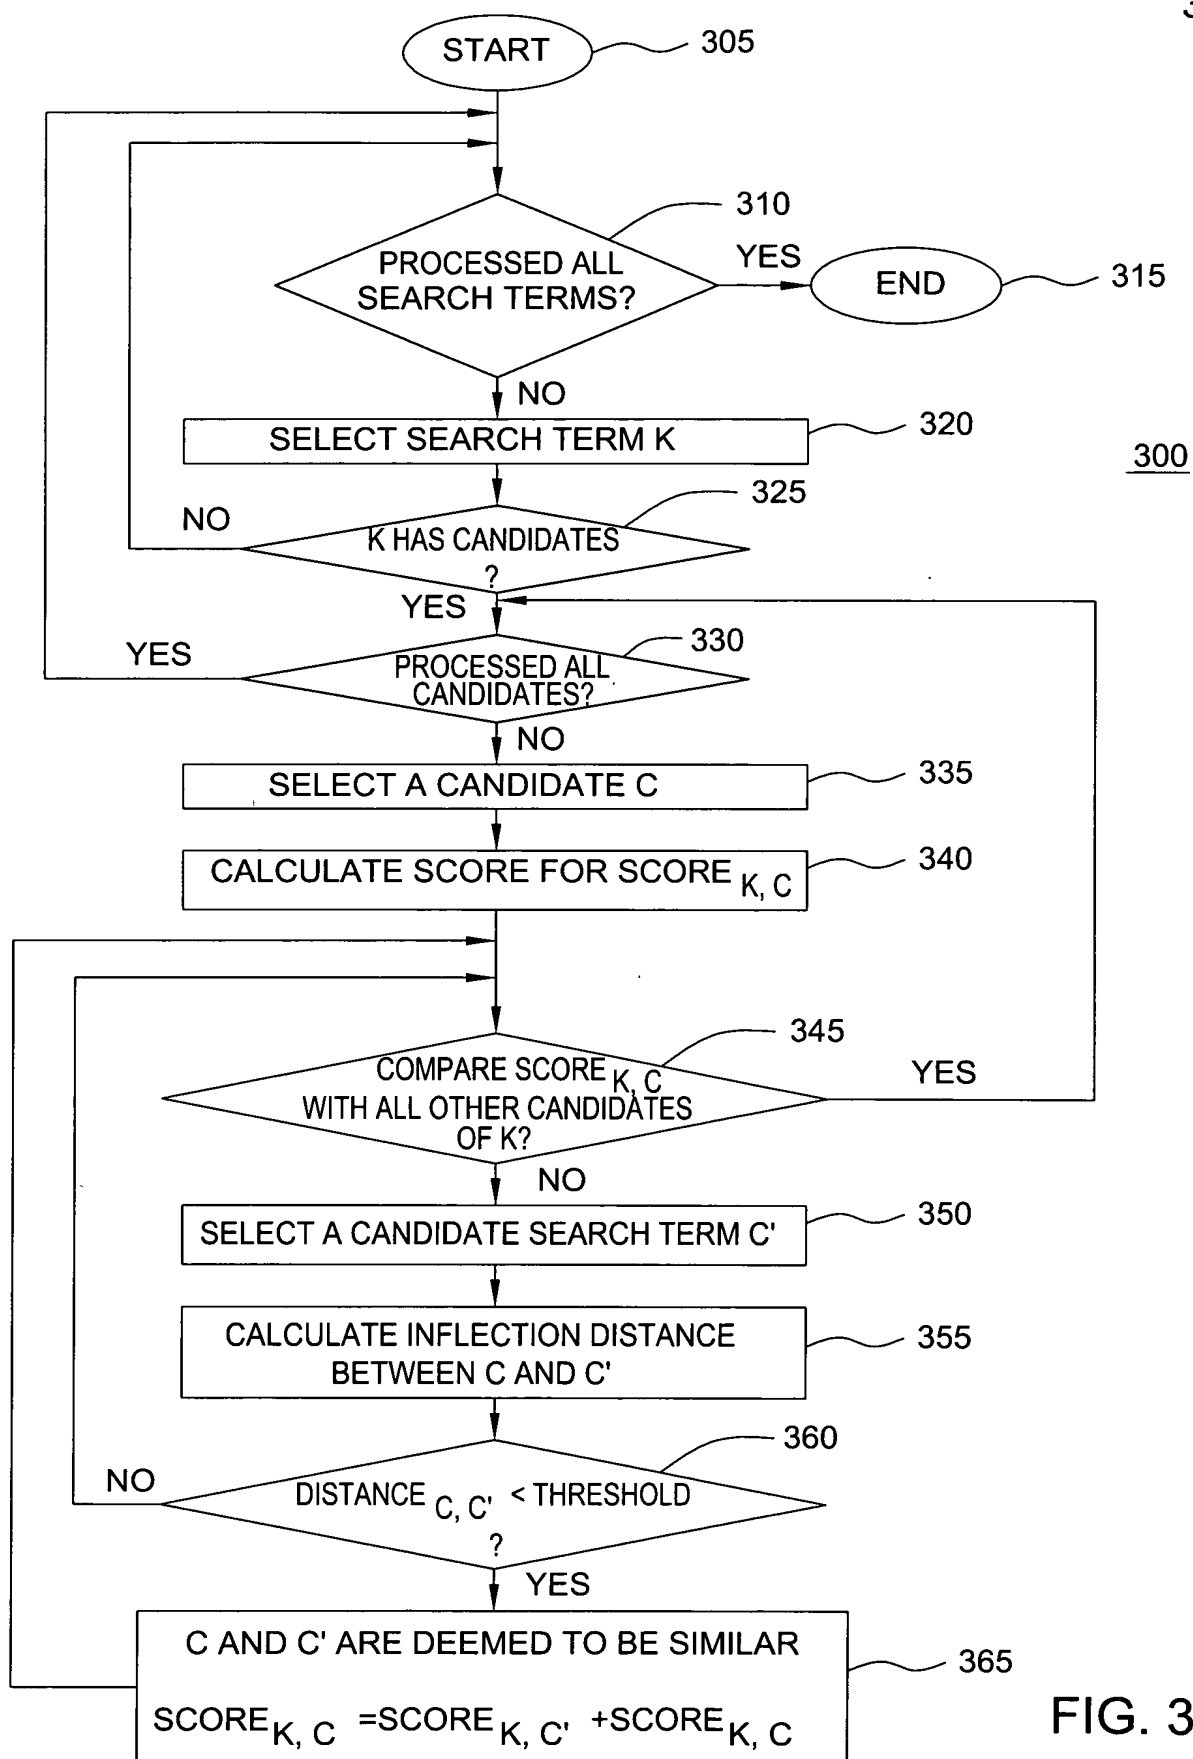 3
START
305
310
PROCESSED ALL
SEARCH TERMS?
YES
END
315
NO
SELECT SEARCH TERM K
320
300
325
NO
K HAS CANDIDATES
?
YES
330
YES
PROCESSED ALL
CANDIDATES?
NO
SELECT A CANDIDATE C
335
CALCULATE SCORE FOR SCORE K, C
340
345
COMPARE SCORE K, C
WITH ALL OTHER CANDIDATES
OF K?
YES
NO
SELECT A CANDIDATE SEARCH TERM C'
350
CALCULATE INFLECTION DISTANCE
BETWEEN C AND C'
355
360
NO
DISTANCE C, C' < THRESHOLD
?
YES
C AND C' ARE DEEMED TO BE SIMILAR
365
SCORE K, C =SCORE K, C' +SCORE K, C
FIG. 3